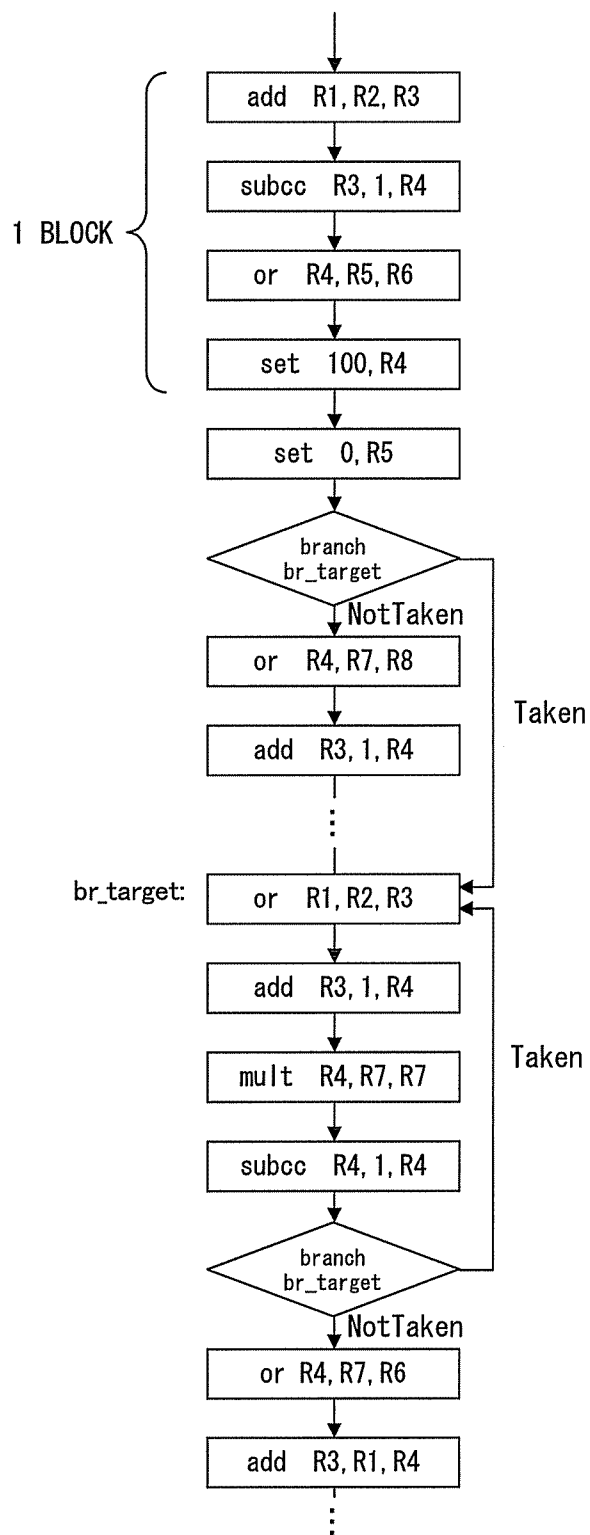 add R1,R2,R3
subcc R3,1,R4
1 BLOCK
or R4,R5,R6
set 100,R4
set 0,R5
branch
br_target
NotTaken
or R4,R7,R8
Taken
add R3,1,R4
br_target:
or R1,R2,R3
add R3,1,R4
Taken
mult R4,R7,R7
subcc R4,1,R4
branch
br_target
NotTaken
or R4,R7,R6
add R3,R1,R4